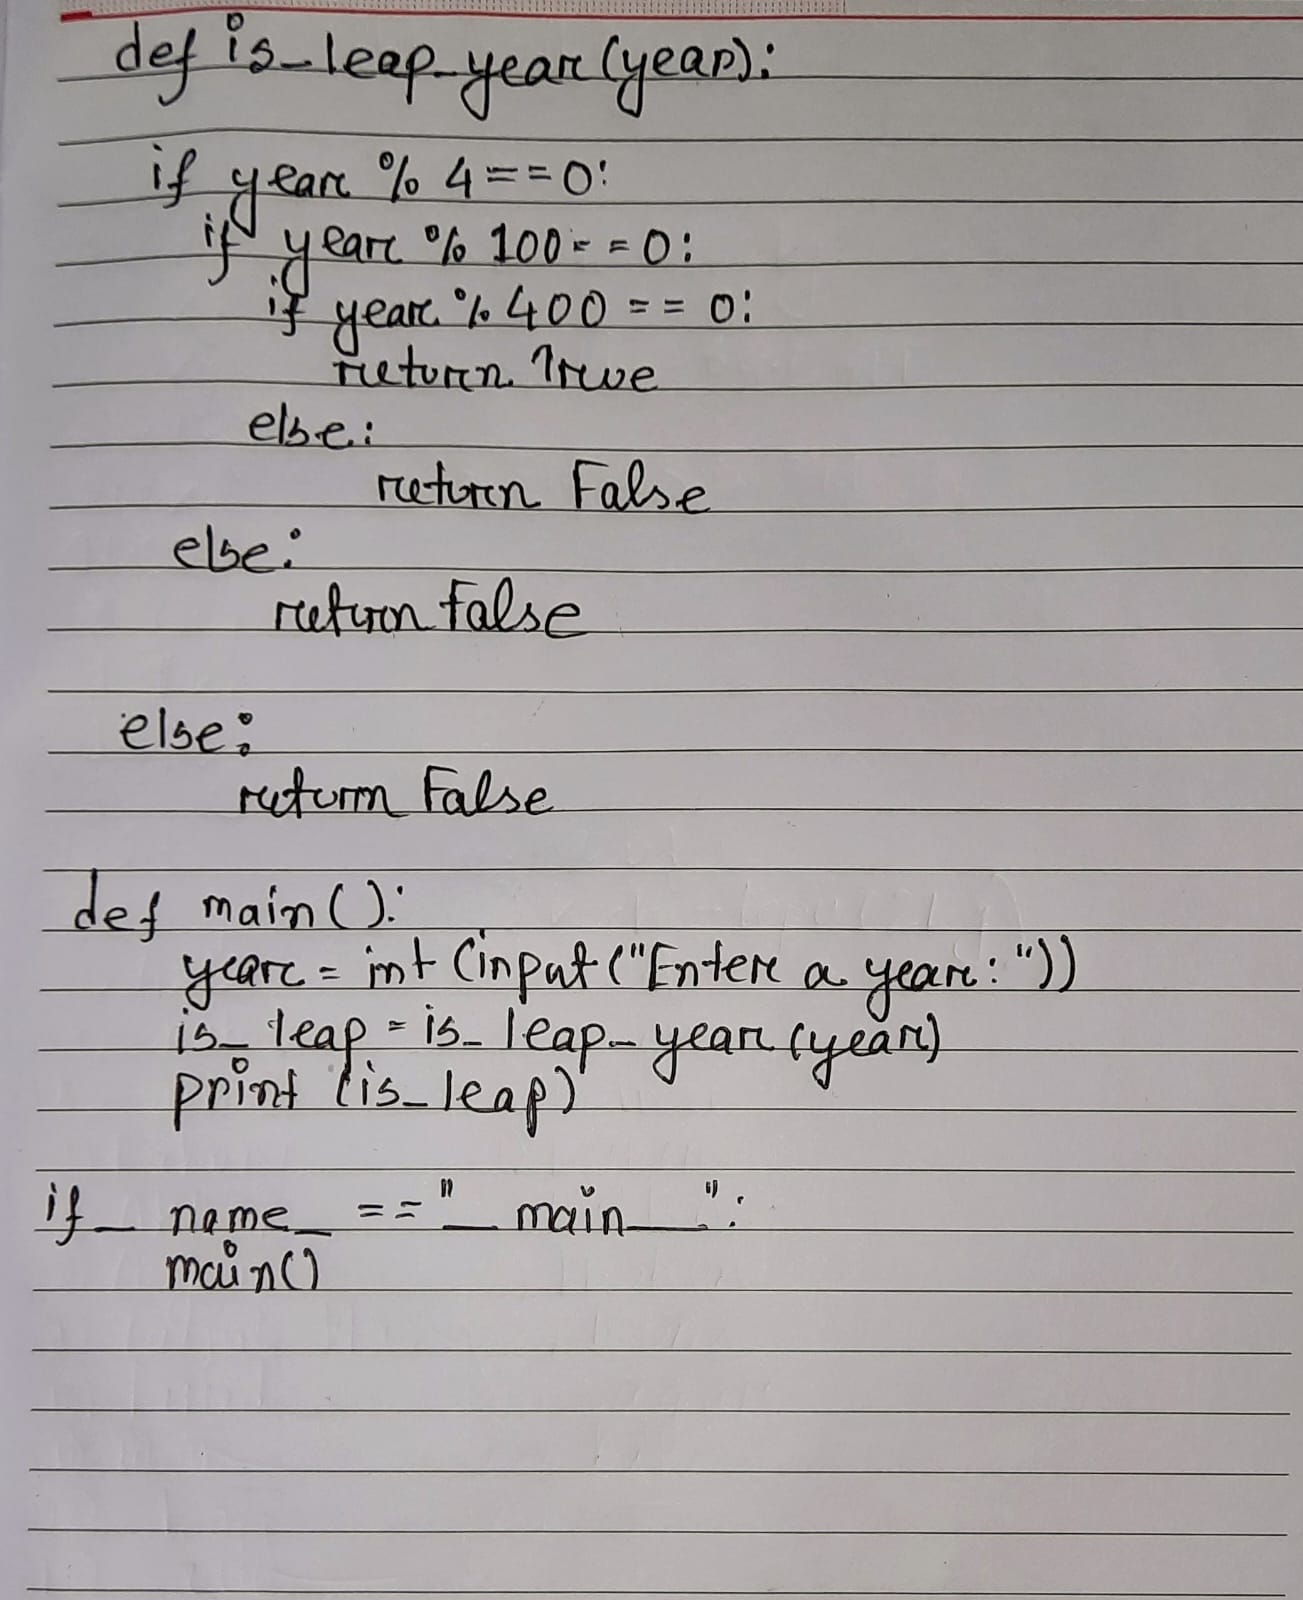 def is_leap_year(year):
if year % 4 == 0:
if year % 100 == 0:
if year % 400 == 0:
return True
else:
return False
else:
return False
else:
return False
def main():
year = int (input ("Enter a year: "))
is_leap = is_leap_year (year)
print (is_leap)
if _ name_ == "_ main__":
main()